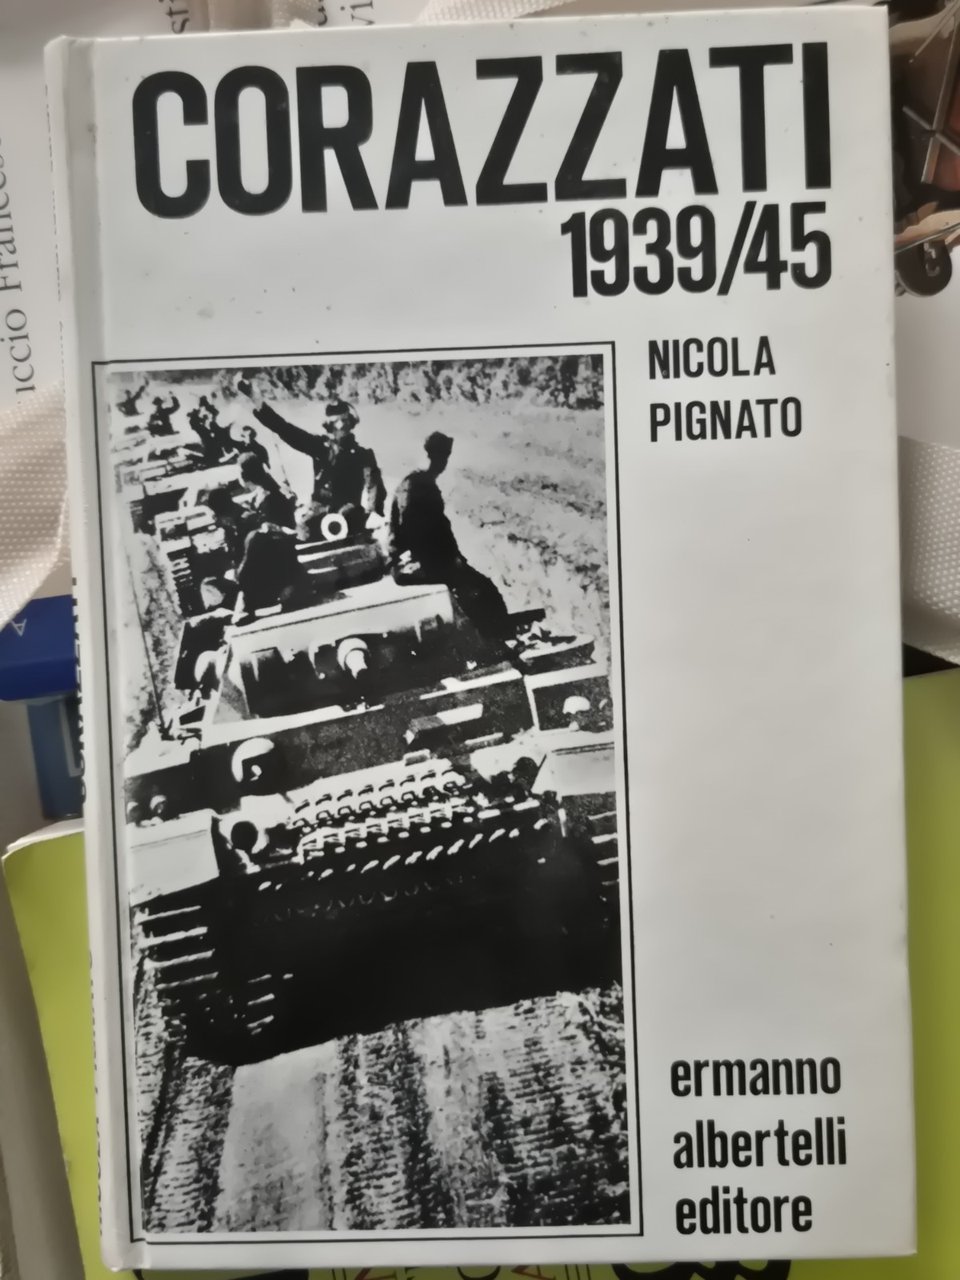 CORAZZATI
1939/45
NICOLA
PIGNATO
ermanno
albertelli
editore